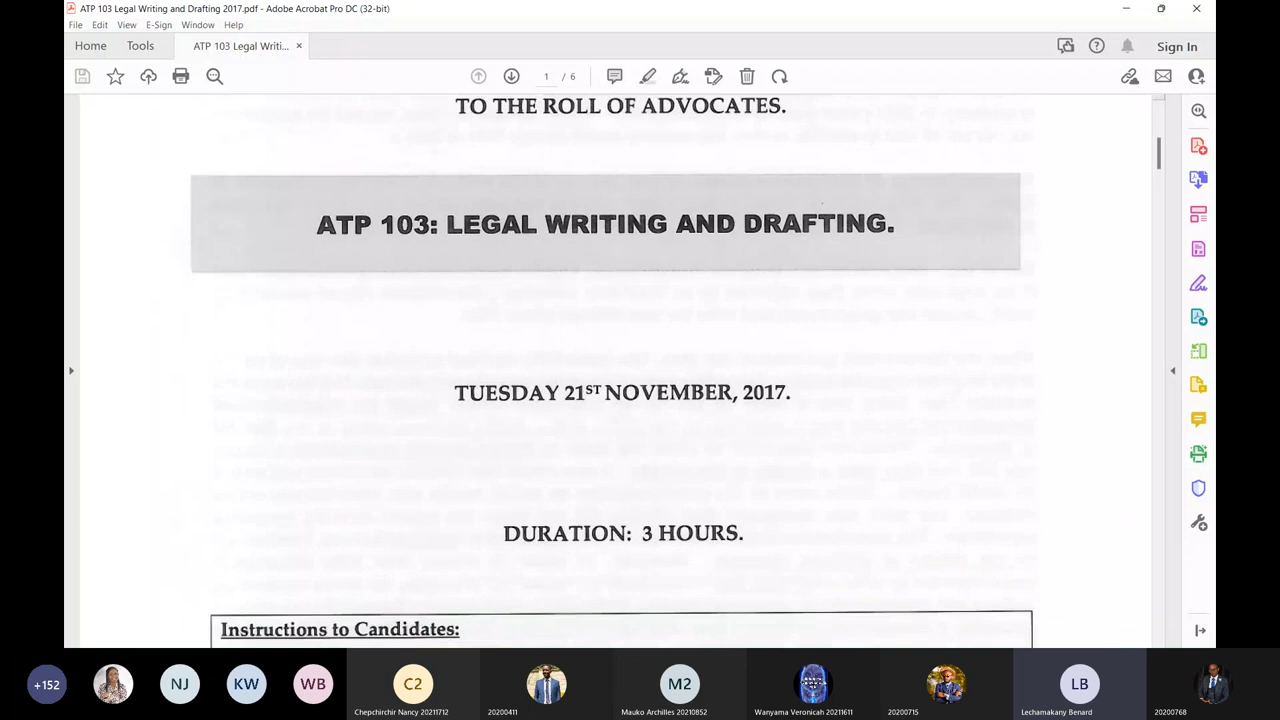 ATP 103 Legal Writing and Drafting 2017.pdf - Adobe Acrobat Pro DC (32-bit)
File Edit View E-Sign Window Help
Home Tools ATP 103 Legal Writi... × Sign In
1 / 6
TO THE ROLL OF ADVOCATES.
ATP 103: LEGAL WRITING AND DRAFTING.
TUESDAY 21ST NOVEMBER, 2017.
DURATION: 3 HOURS.
Instructions to Candidates:
+152 NJ KW WB C2 M2 LB
Chepchirchir Nancy 20211712 20200411 Mauko Archilles 20210852 Wanyama Veronicah 20211611 20200715 Lechamakany Benard 20200768